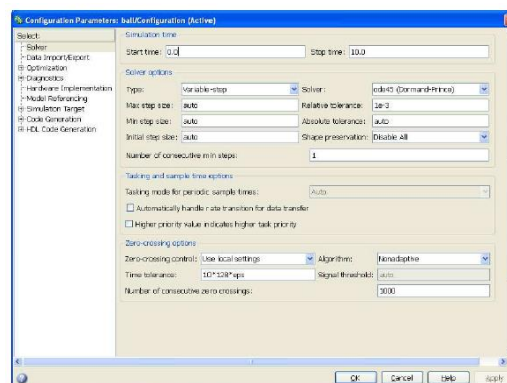 Configuration Parameters: ball/Configuration (Active)
Select:
Solver
Data Import/Export
Optimization
Diagnostics
Hardware Implementation
Model Referencing
Simulation Target
Code Generation
HDL Code Generation
Simulation time
Start time: 0.0 Stop time: 10.0
Solver options
Type: Variable-step Solver: ode45 (Dormand-Prince)
Max step size: auto Relative tolerance: 1e-3
Min step size: auto Absolute tolerance: auto
Initial step size: auto Shape preservation: Disable All
Number of consecutive min steps: 1
Tasking and sample time options
Tasking mode for periodic sample times: Auto
Automatically handle rate transition for data transfer
Higher priority value indicates higher task priority
Zero-crossing options
Zero-crossing control: Use local settings Algorithm: Nonadaptive
Time tolerance: 10*128*eps Signal threshold: auto
Number of consecutive zero crossings: 1000
OK Cancel Help Apply